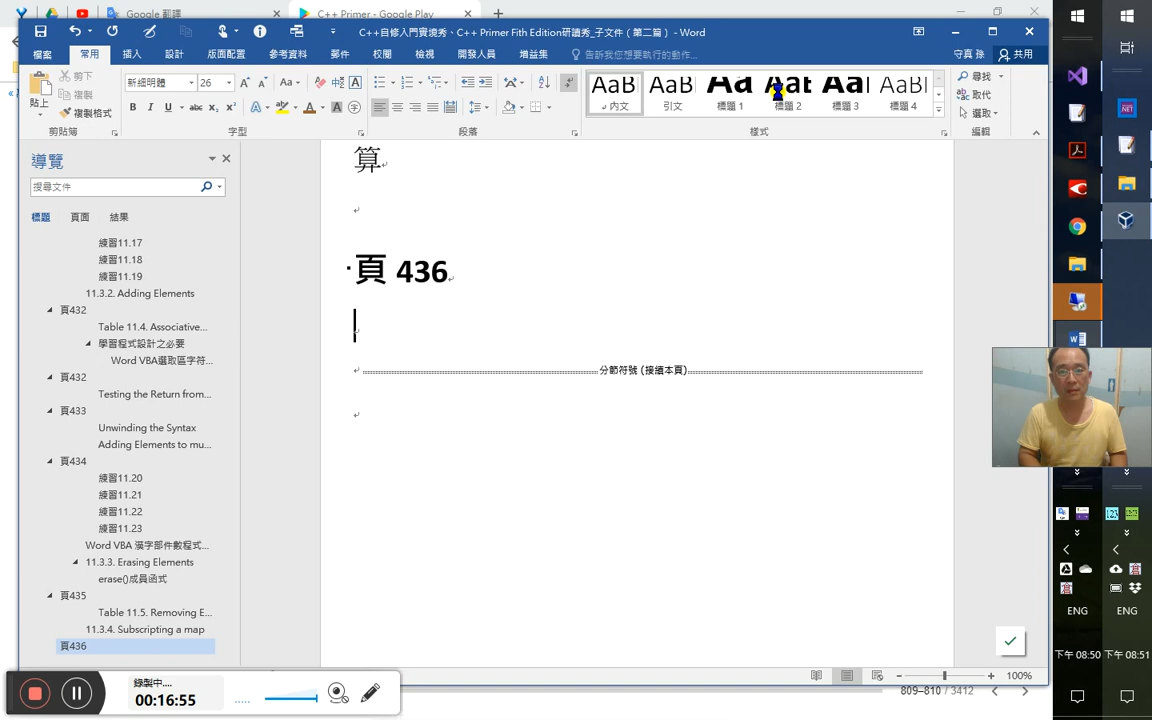 Google 翻譯
C++ Primer - Google Play
C++自修入門實境秀、C++ Primer Fith Edition研讀秀_子文件（第二篇） - Word
檔案 常用 插入 設計 版面配置 參考資料 郵件 校閱 檢視 開發人員 增益集 告訴我您想要執行的動作... 守真 孫 共用
貼上
剪下
複製
複製格式
剪貼簿
新細明體 26
字型
段落
AaB 內文
AaB 引文
Aa 標題 1
Aat 標題 2
AaI 標題 3
AaBI 標題 4
樣式
尋找
取代
選取
編輯
導覽
搜尋文件
標題 頁面 結果
練習11.17
練習11.18
練習11.19
11.3.2. Adding Elements
頁432
Table 11.4. Associative...
學習程式設計之必要
Word VBA選取區字符...
頁432
Testing the Return from...
頁433
Unwinding the Syntax
Adding Elements to mu...
頁434
練習11.20
練習11.21
練習11.22
練習11.23
Word VBA 漢字部件數程式...
11.3.3. Erasing Elements
erase()成員函式
頁435
Table 11.5. Removing E...
11.3.4. Subscripting a map
頁436
算
頁 436
分節符號 (接續本頁)
100%
錄製中....
00:16:55
809–810 / 3412
ENG ENG
下午 08:50 下午 08:51